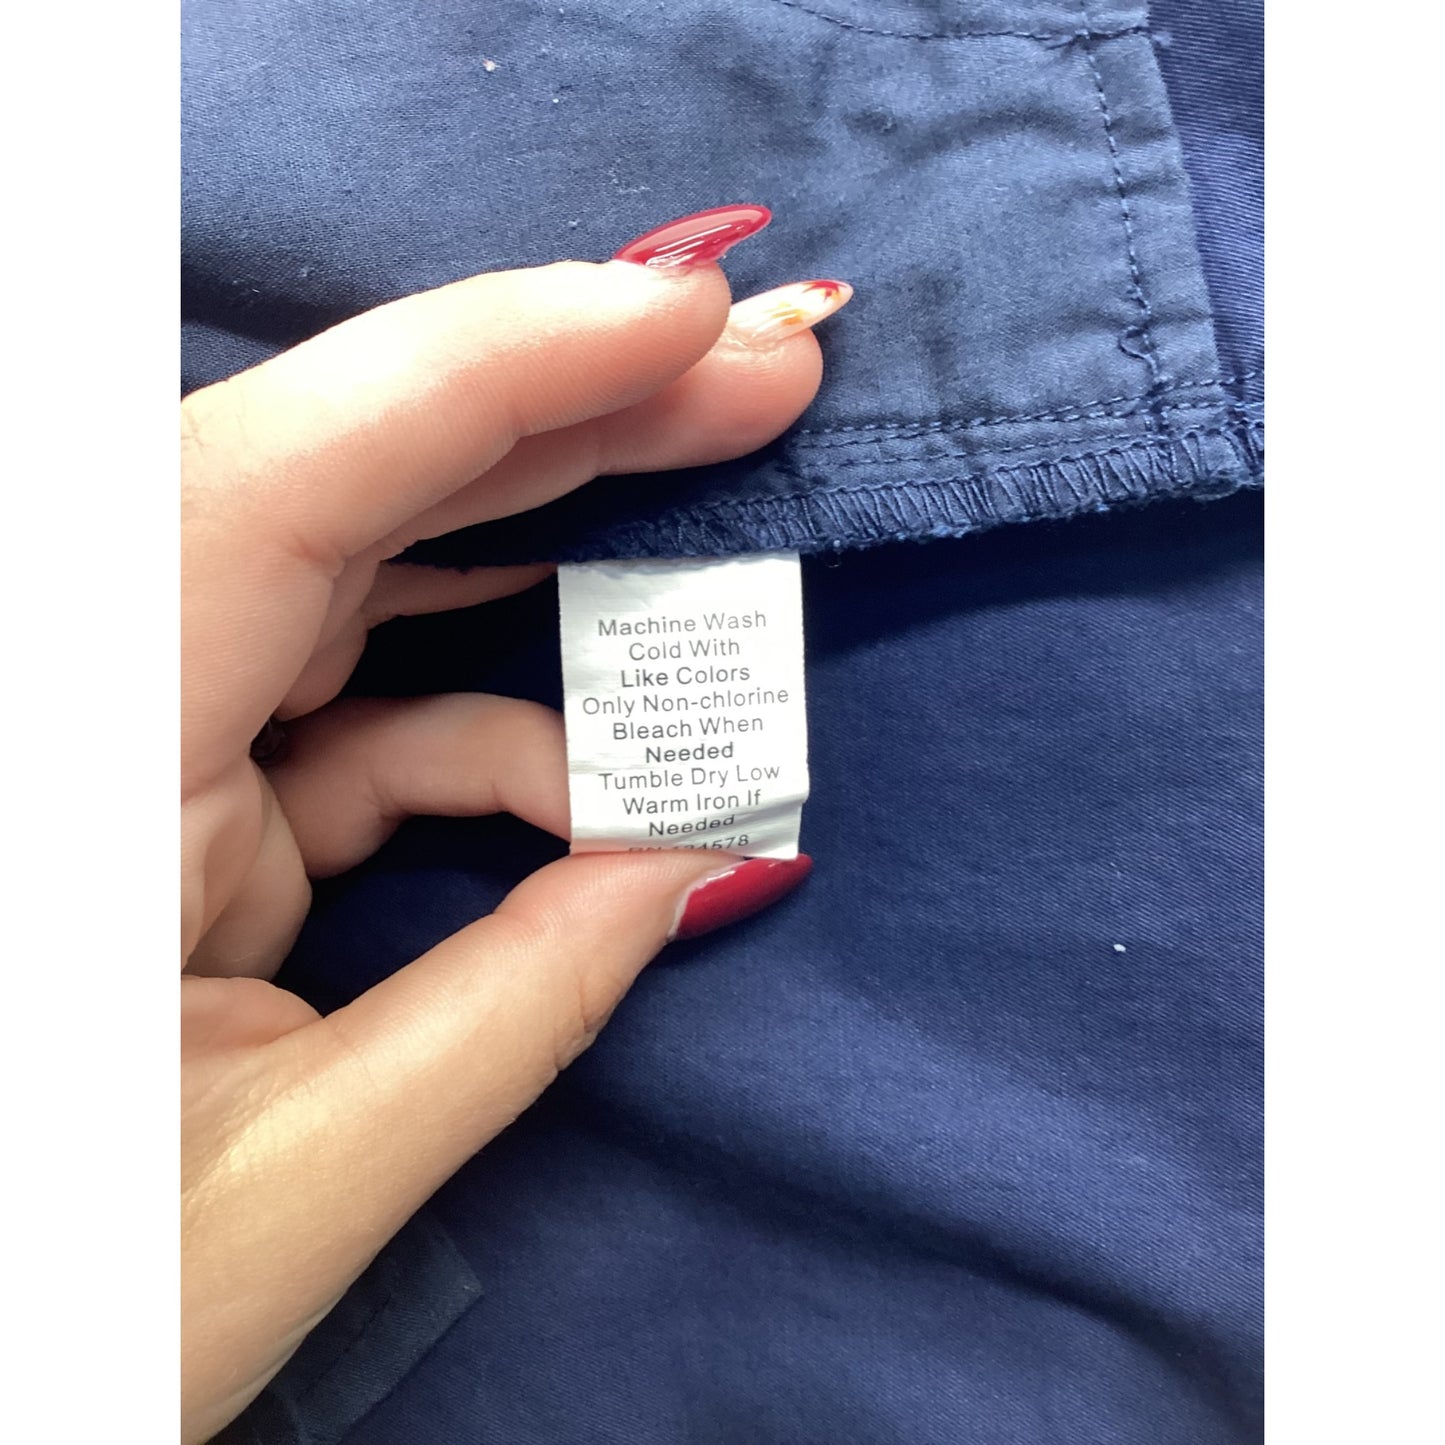 Machine Wash
Cold With
Like Colors
Only Non-chlorine
Bleach When
Needed
Tumble Dry Low
Warm Iron If
Needed